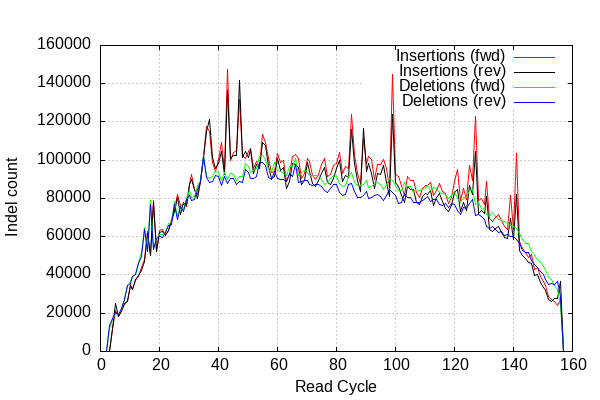 160000
140000
120000
100000
80000
60000
40000
20000
0
Indel count
Insertions (fwd)
Insertions (rev)
Deletions (fwd)
Deletions (rev)
0 20 40 60 80 100 120 140 160
Read Cycle